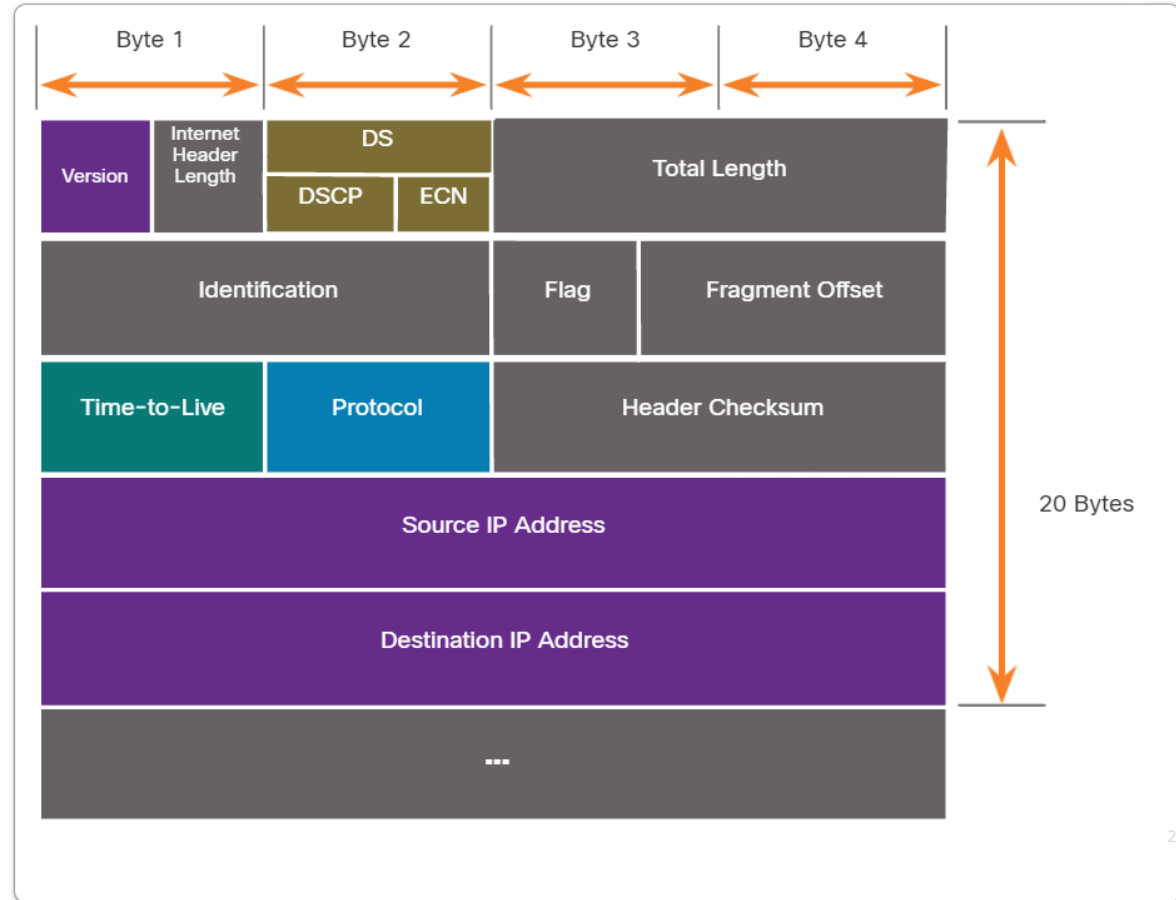 Byte 1 Byte 2 Byte 3 Byte 4
Version
Internet
Header
Length
DS
DSCP ECN
Total Length
Identification
Flag
Fragment Offset
Time-to-Live
Protocol
Header Checksum
Source IP Address
20 Bytes
Destination IP Address
...
2